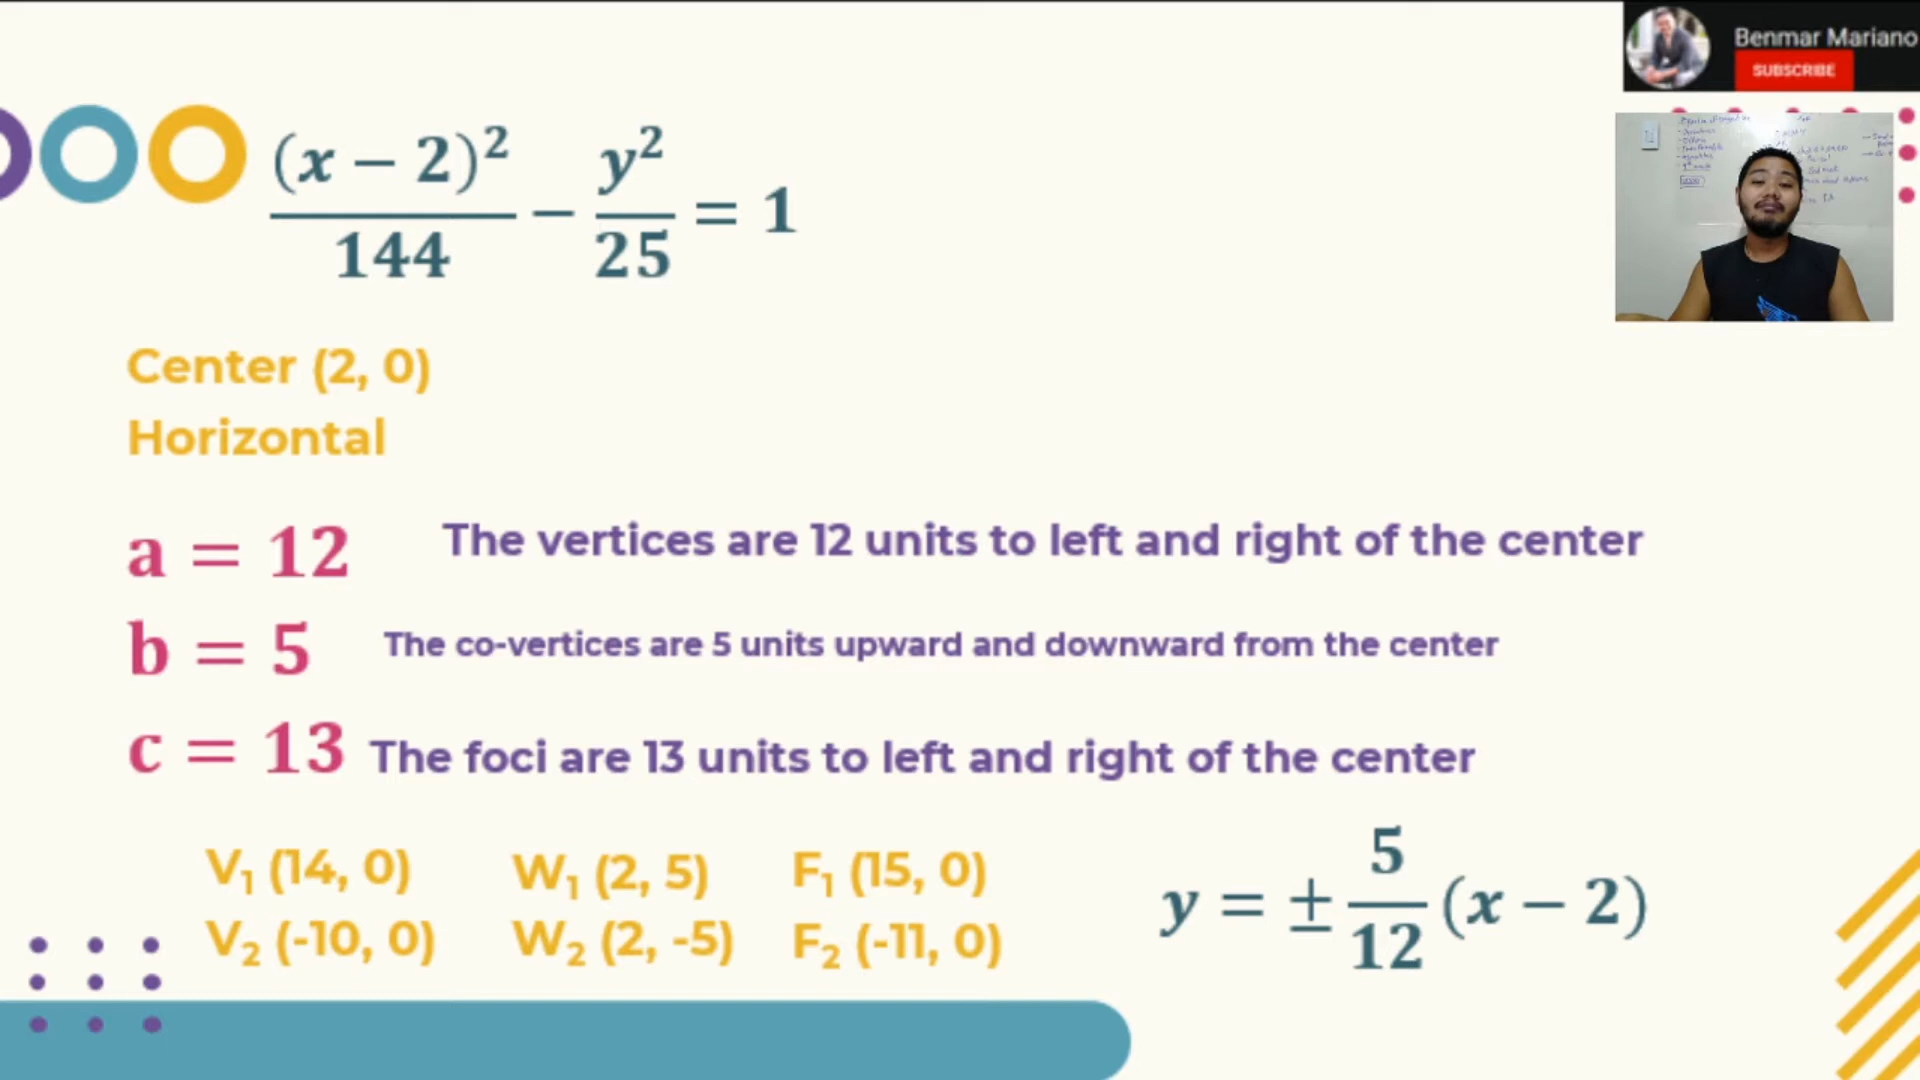 Benmar Mariano
SUBSCRIBE
(x − 2)²/144 − y²/25 = 1
Center (2, 0)
Horizontal
a = 12 The vertices are 12 units to left and right of the center
b = 5 The co-vertices are 5 units upward and downward from the center
c = 13 The foci are 13 units to left and right of the center
V₁ (14, 0) W₁ (2, 5) F₁ (15, 0)
V₂ (-10, 0) W₂ (2, -5) F₂ (-11, 0)
y = ± 5/12 (x − 2)